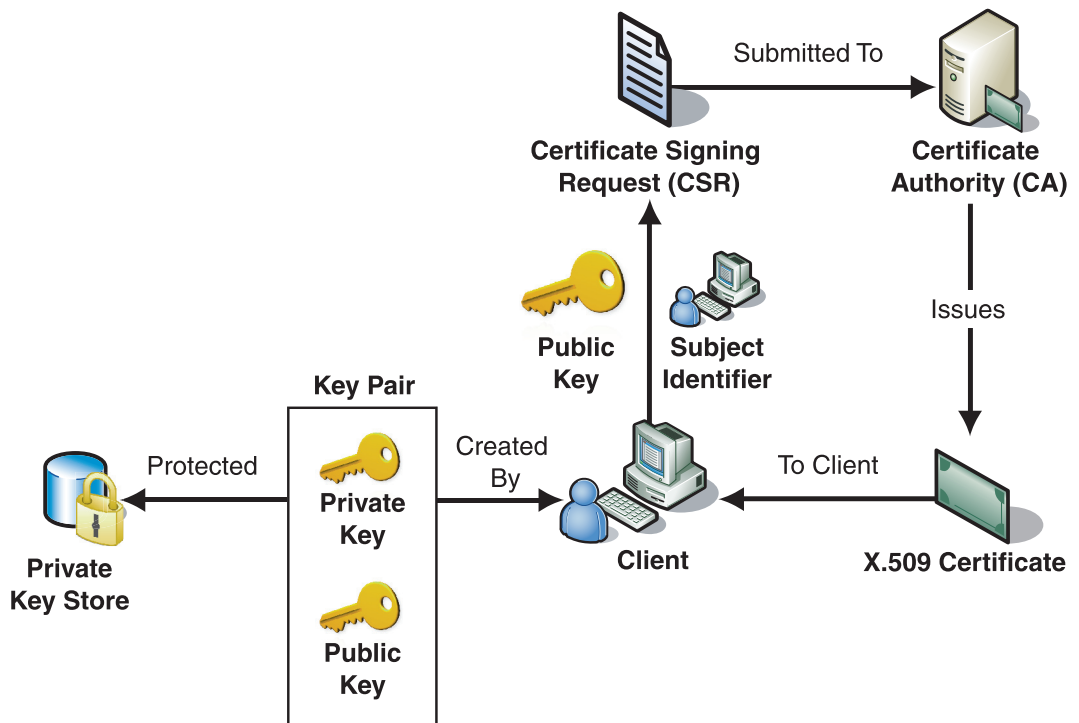 Submitted To
Certificate Signing
Request (CSR)
Certificate
Authority (CA)
Public
Key
Subject
Identifier
Issues
Key Pair
Protected
Private
Key
Created
By
To Client
Private
Key Store
Client
X.509 Certificate
Public
Key